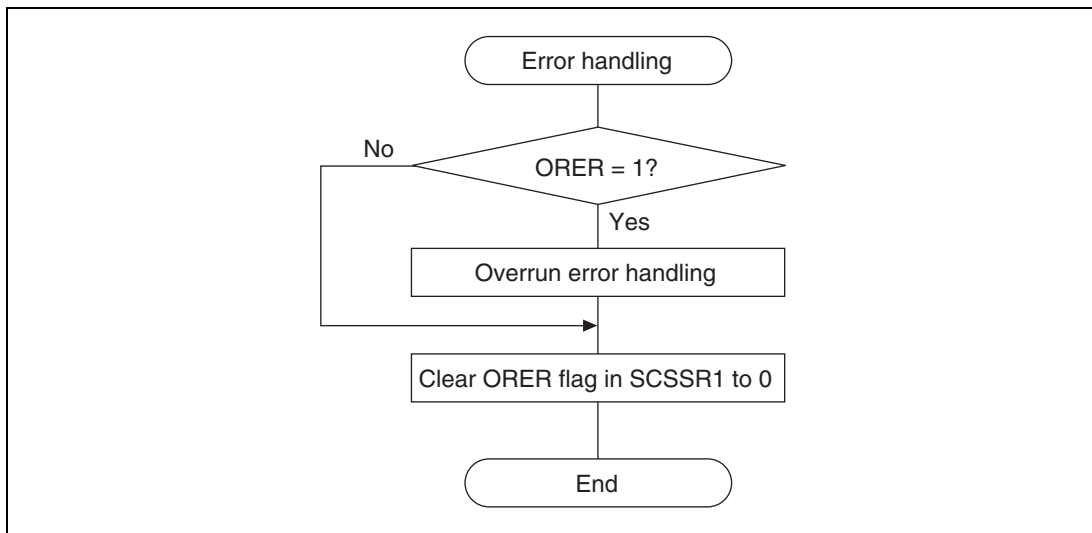 Error handling
No
ORER = 1?
Yes
Overrun error handling
Clear ORER flag in SCSSR1 to 0
End